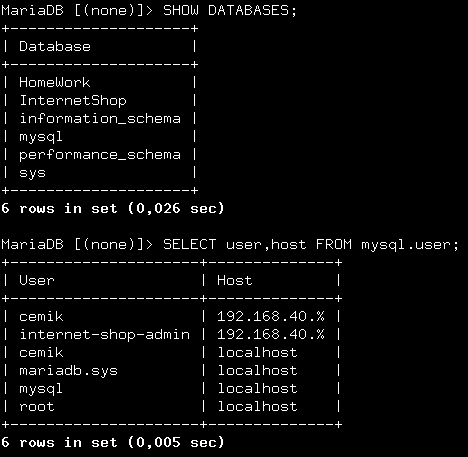 MariaDB [(none)]> SHOW DATABASES;
+--------------------+
| Database           |
+--------------------+
| HomeWork           |
| InternetShop       |
| information_schema |
| mysql              |
| performance_schema |
| sys                |
+--------------------+
6 rows in set (0,026 sec)

MariaDB [(none)]> SELECT user,host FROM mysql.user;
+---------------------+--------------+
| User                | Host         |
+---------------------+--------------+
| cemik               | 192.168.40.% |
| internet-shop-admin | 192.168.40.% |
| cemik               | localhost    |
| mariadb.sys         | localhost    |
| mysql               | localhost    |
| root                | localhost    |
+---------------------+--------------+
6 rows in set (0,005 sec)